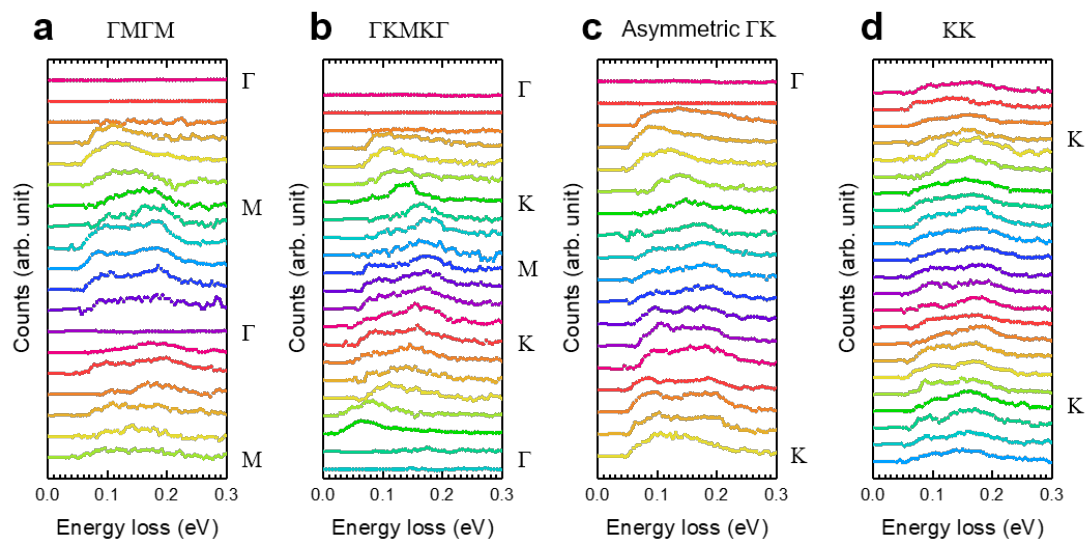 a ΓMΓM
b ΓKMKΓ
c Asymmetric ΓK
d KK
Counts (arb. unit)
Γ
M
Γ
M
0.0 0.1 0.2 0.3
Energy loss (eV)
Counts (arb. unit)
Γ
K
M
K
Γ
0.0 0.1 0.2 0.3
Energy loss (eV)
Counts (arb. unit)
Γ
K
0.0 0.1 0.2 0.3
Energy loss (eV)
Counts (arb. unit)
K
K
0.0 0.1 0.2 0.3
Energy loss (eV)